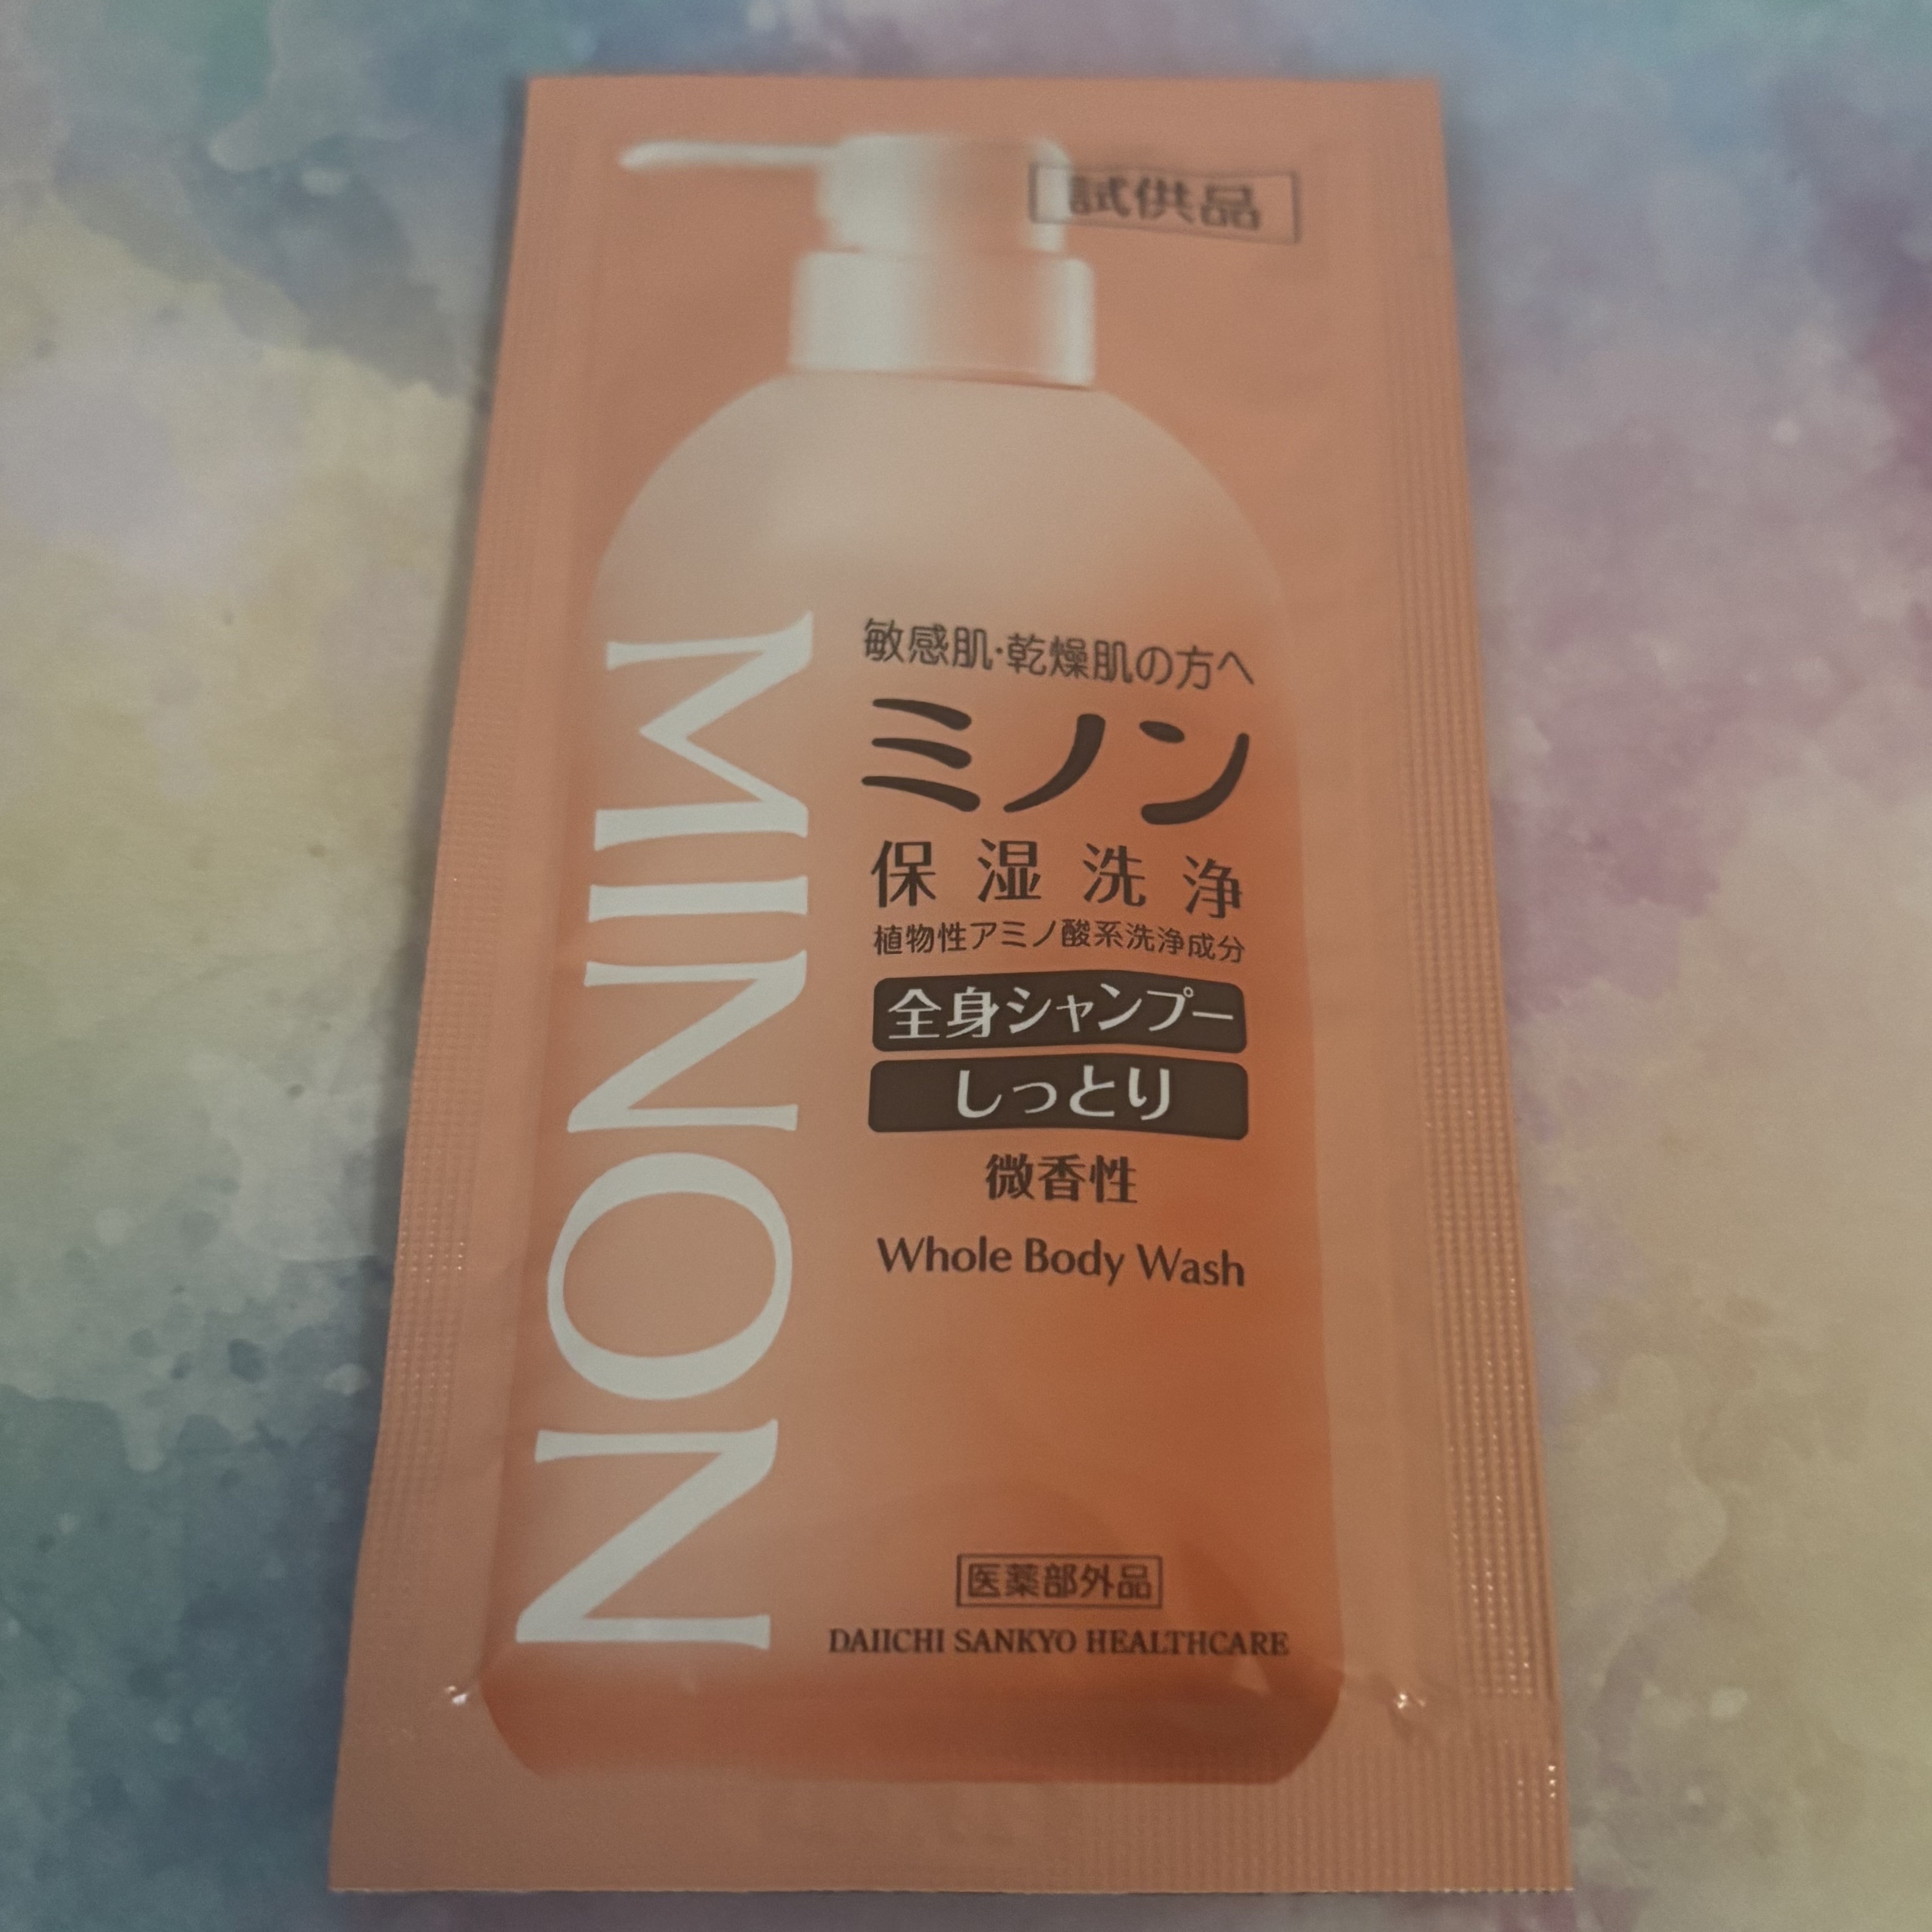 試供品
MINON
敏感肌・乾燥肌の方へ
ミノン
保湿洗浄
植物性アミノ酸系洗浄成分
全身シャンプー
しっとり
微香性
Whole Body Wash
医薬部外品
DAIICHI SANKYO HEALTHCARE